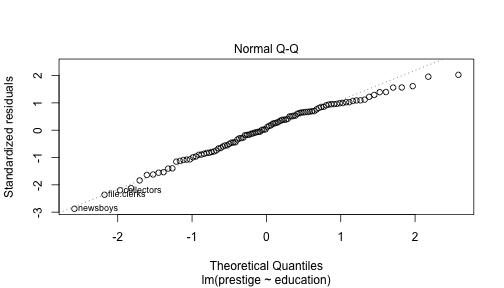 Normal Q-Q
Standardized residuals
2
1
0
-1
-2
-3
collectors
file.clerks
newsboys
-2
-1
0
1
2
Theoretical Quantiles
lm(prestige ~ education)